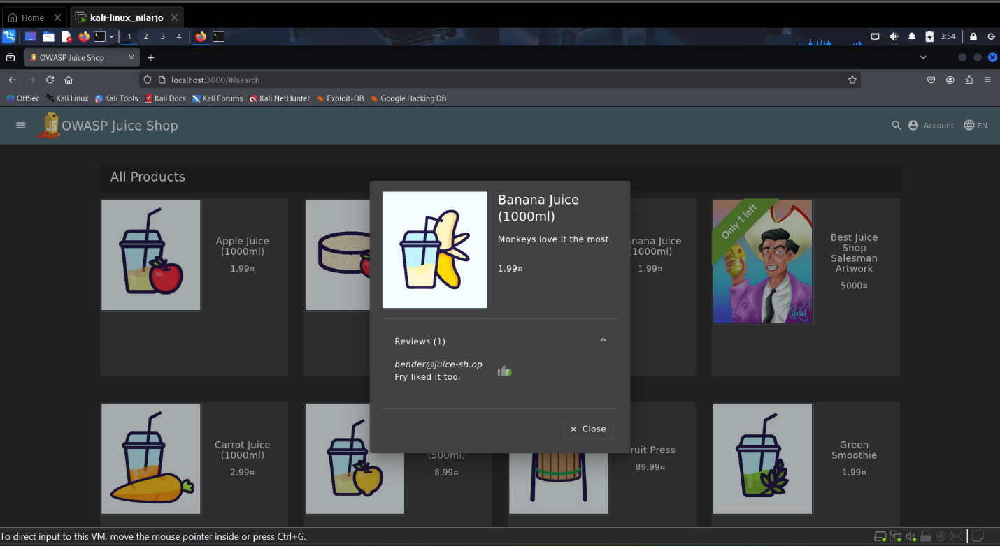 Home
kali-linux_nilarjo
1 2 3 4
3:54
OWASP Juice Shop
localhost:3000/#/search
OffSec Kali Linux Kali Tools Kali Docs Kali Forums Kali NetHunter Exploit-DB Google Hacking DB
JS OWASP Juice Shop
Account EN
All Products
Apple Juice
(1000ml)
1.99¤
Banana Juice
(1000ml)
Monkeys love it the most.
1.99¤
Reviews (1)
bender@juice-sh.op
Fry liked it too.
Close
anana Juice
(1000ml)
1.99¤
Only 1 left
Best Juice
Shop
Salesman
Artwork
5000¤
Carrot Juice
(1000ml)
2.99¤
(500ml)
8.99¤
ruit Press
89.99¤
Green
Smoothie
1.99¤
To direct input to this VM, move the mouse pointer inside or press Ctrl+G.